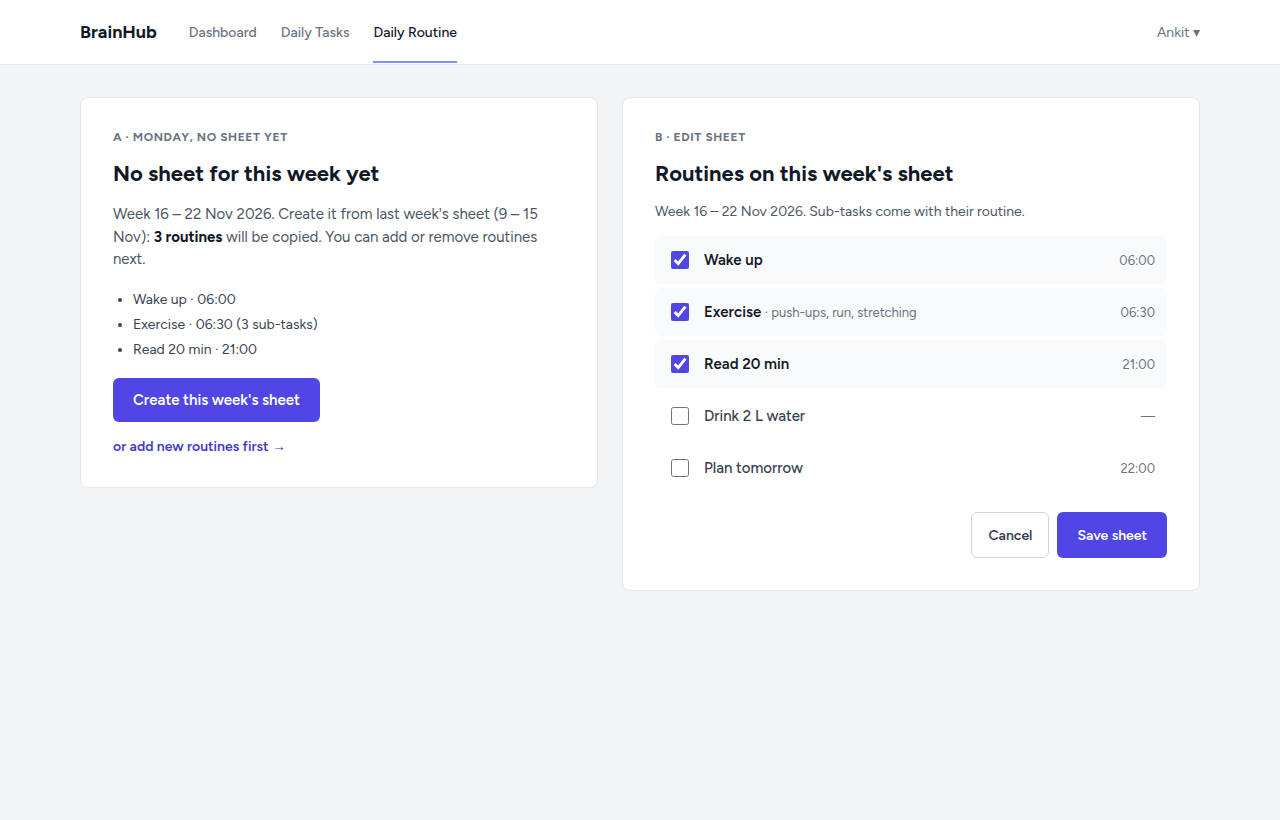 BrainHub Dashboard Daily Tasks Daily Routine Ankit ▾
A · MONDAY, NO SHEET YET
No sheet for this week yet
Week 16 – 22 Nov 2026. Create it from last week's sheet (9 – 15
Nov): 3 routines will be copied. You can add or remove routines
next.
• Wake up · 06:00
• Exercise · 06:30 (3 sub-tasks)
• Read 20 min · 21:00
Create this week's sheet
or add new routines first →
B · EDIT SHEET
Routines on this week's sheet
Week 16 – 22 Nov 2026. Sub-tasks come with their routine.
Wake up 06:00
Exercise · push-ups, run, stretching 06:30
Read 20 min 21:00
Drink 2 L water —
Plan tomorrow 22:00
Cancel Save sheet